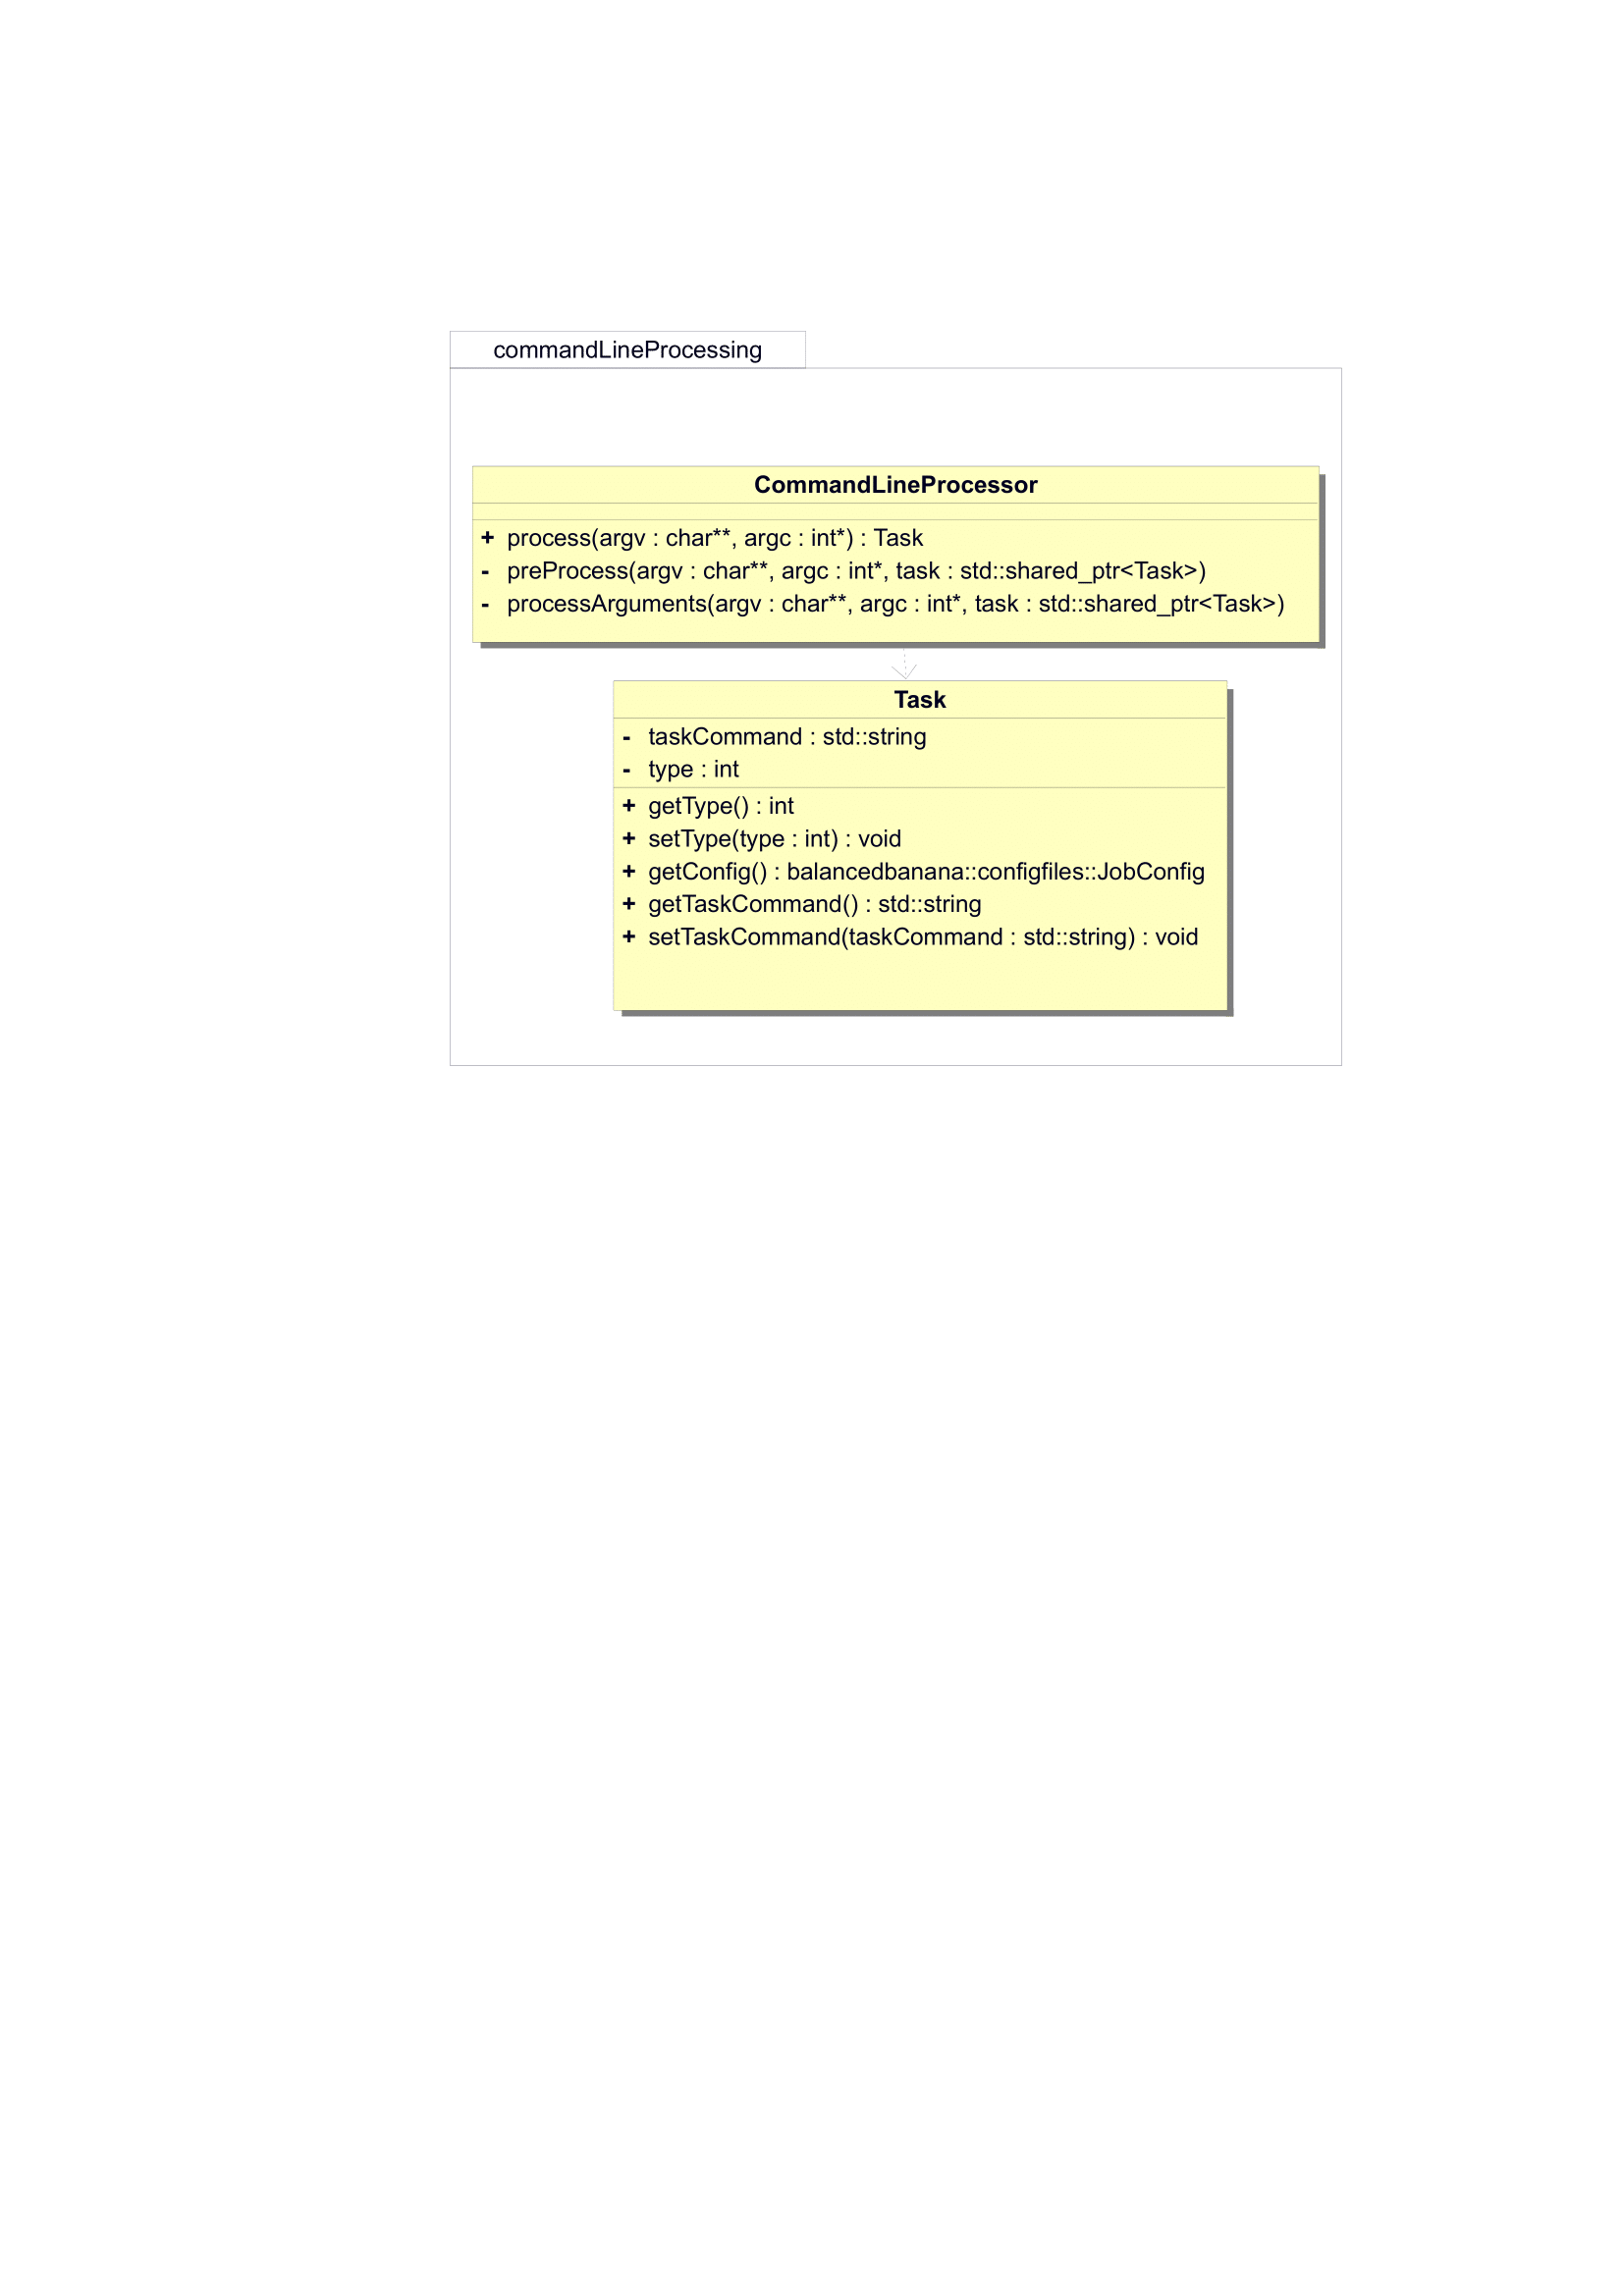 commandLineProcessing
CommandLineProcessor
+ process(argv : char**, argc : int*) : Task
- preProcess(argv : char**, argc : int*, task : std::shared_ptr<Task>)
- processArguments(argv : char**, argc : int*, task : std::shared_ptr<Task>)
Task
- taskCommand : std::string
- type : int
+ getType() : int
+ setType(type : int) : void
+ getConfig() : balancedbanana::configfiles::JobConfig
+ getTaskCommand() : std::string
+ setTaskCommand(taskCommand : std::string) : void